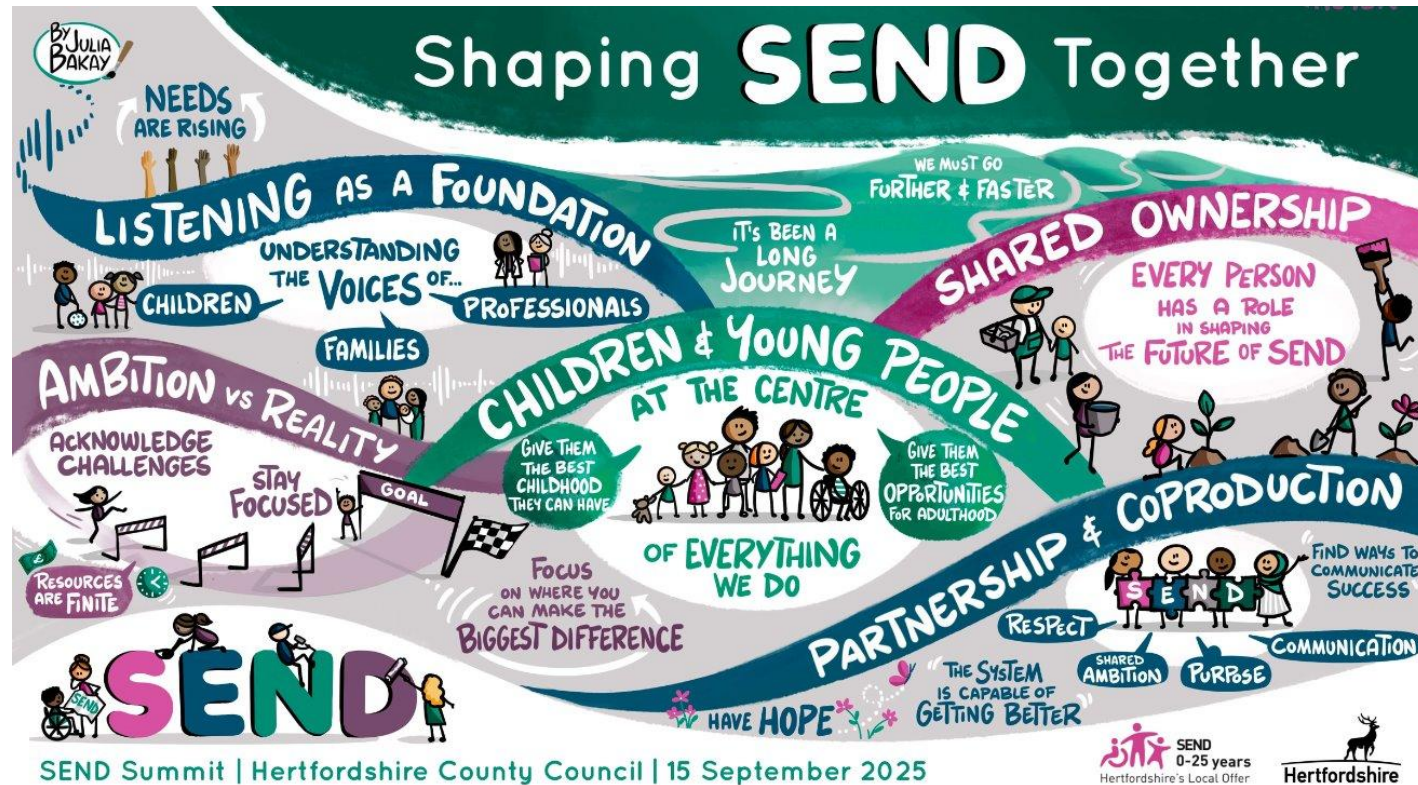 By JULIA
BAKAY
Shaping SEND Together
NEEDS
ARE RISING
LISTENING AS A FOUNDATION
UNDERSTANDING
THE VOICES OF...
CHILDREN
FAMILIES
PROFESSIONALS
IT'S BEEN A
LONG
JOURNEY
WE MUST GO
FURTHER & FASTER
SHARED OWNERSHIP
EVERY PERSON
HAS A ROLE
IN SHAPING
THE FUTURE OF SEND
AMBITION VS REALITY
ACKNOWLEDGE
CHALLENGES
STAY
FOCUSED
GOAL
£
RESOURCES
ARE FINITE
CHILDREN & YOUNG PEOPLE
AT THE CENTRE
GIVE THEM
THE BEST
CHILDHOOD
THEY CAN HAVE
GIVE THEM
THE BEST
OPPORTUNITIES
FOR ADULTHOOD
OF EVERYTHING
WE DO
FOCUS
ON WHERE YOU
CAN MAKE THE
BIGGEST DIFFERENCE
PARTNERSHIP & COPRODUCTION
SEND
FIND WAYS TO
COMMUNICATE
SUCCESS
RESPECT
SHARED
AMBITION
PURPOSE
COMMUNICATION
HAVE HOPE
"THE SYSTEM
IS CAPABLE OF
GETTING BETTER"
SEND
SEND
SEND Summit | Hertfordshire County Council | 15 September 2025
SEND
0-25 years
Hertfordshire's Local Offer
Hertfordshire